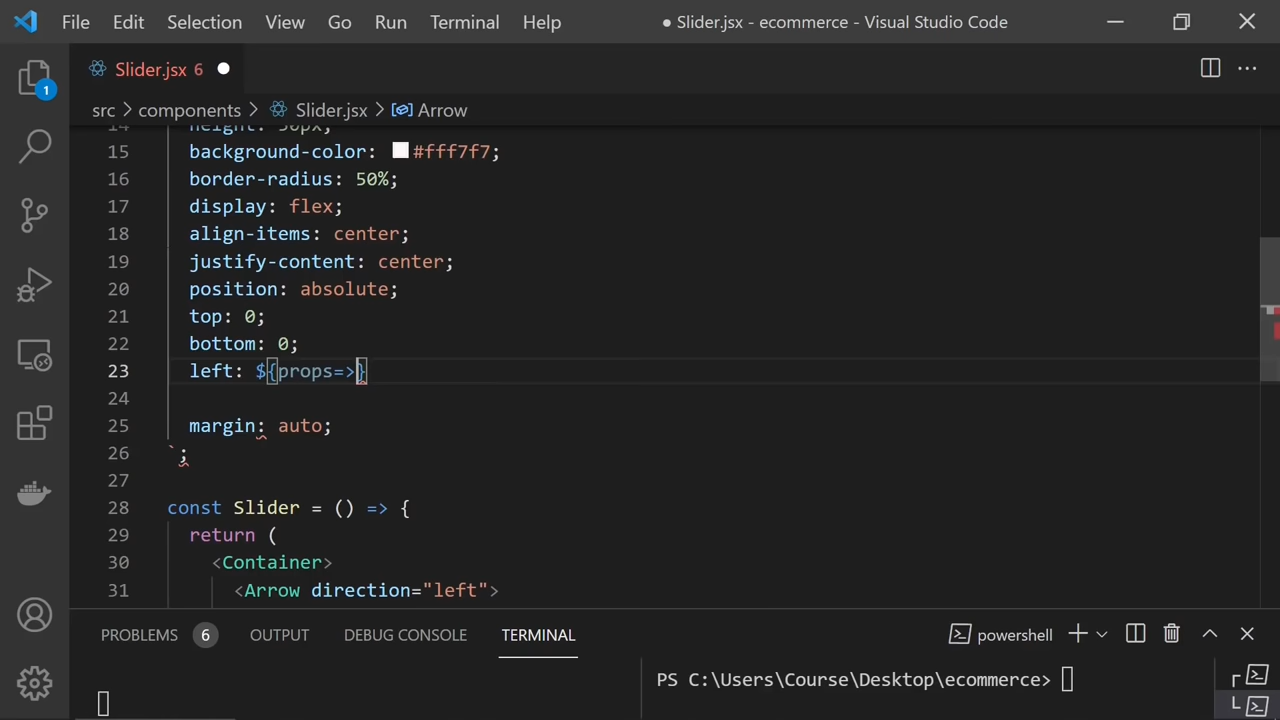 File Edit Selection View Go Run Terminal Help ● Slider.jsx - ecommerce - Visual Studio Code
Slider.jsx 6
1
src > components > Slider.jsx > Arrow
14 height: 50px;
15 background-color: #fff7f7;
16 border-radius: 50%;
17 display: flex;
18 align-items: center;
19 justify-content: center;
20 position: absolute;
21 top: 0;
22 bottom: 0;
23 left: ${props=>}
24
25 margin: auto;
26 `;
27
28 const Slider = () => {
29 return (
30 <Container>
31 <Arrow direction="left">
PROBLEMS 6 OUTPUT DEBUG CONSOLE TERMINAL powershell
PS C:\Users\Course\Desktop\ecommerce>